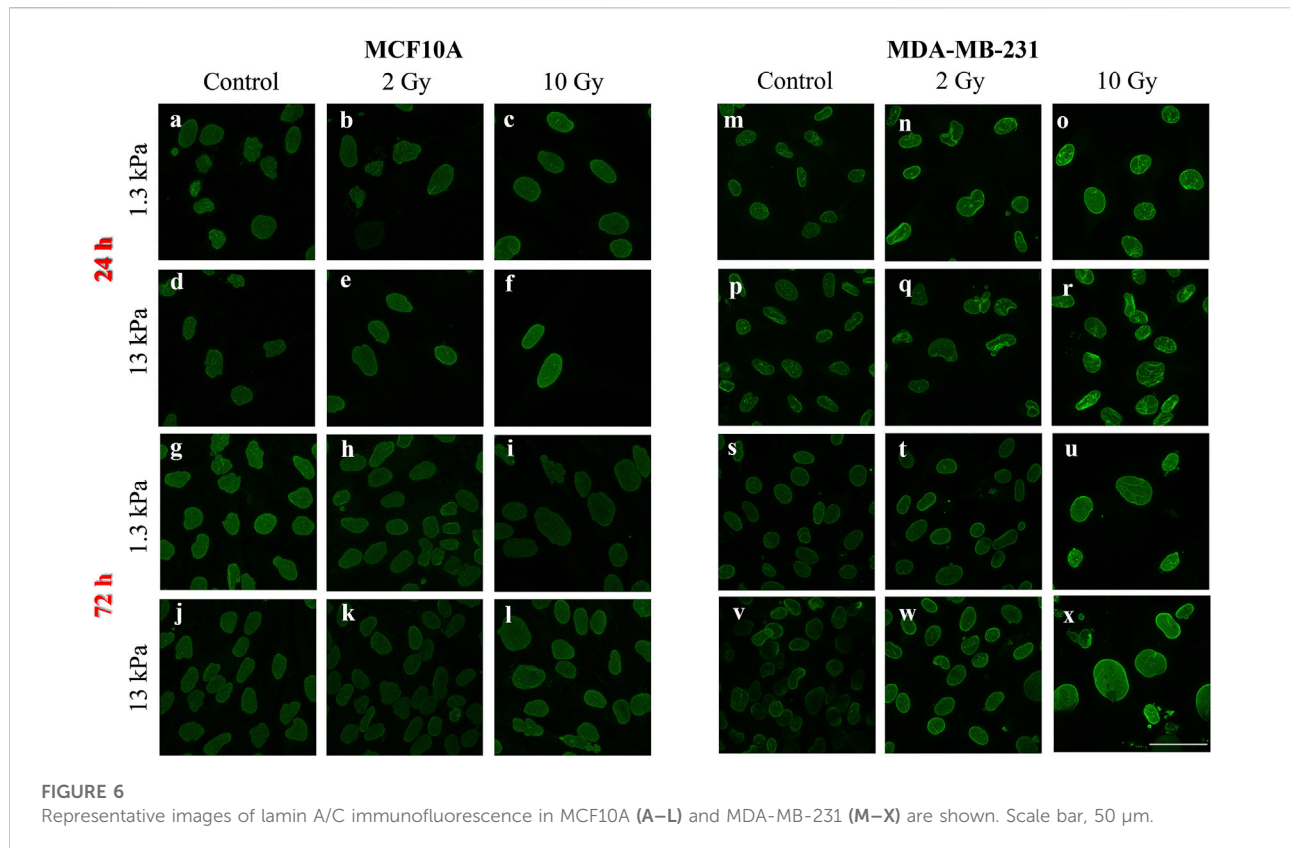 MCF10A
MDA-MB-231
Control 2 Gy 10 Gy
Control 2 Gy 10 Gy
24 h
1.3 kPa
a b c
m n o
13 kPa
d e f
p q r
72 h
1.3 kPa
g h i
s t u
13 kPa
j k l
v w x
FIGURE 6
Representative images of lamin A/C immunofluorescence in MCF10A (A–L) and MDA-MB-231 (M–X) are shown. Scale bar, 50 µm.